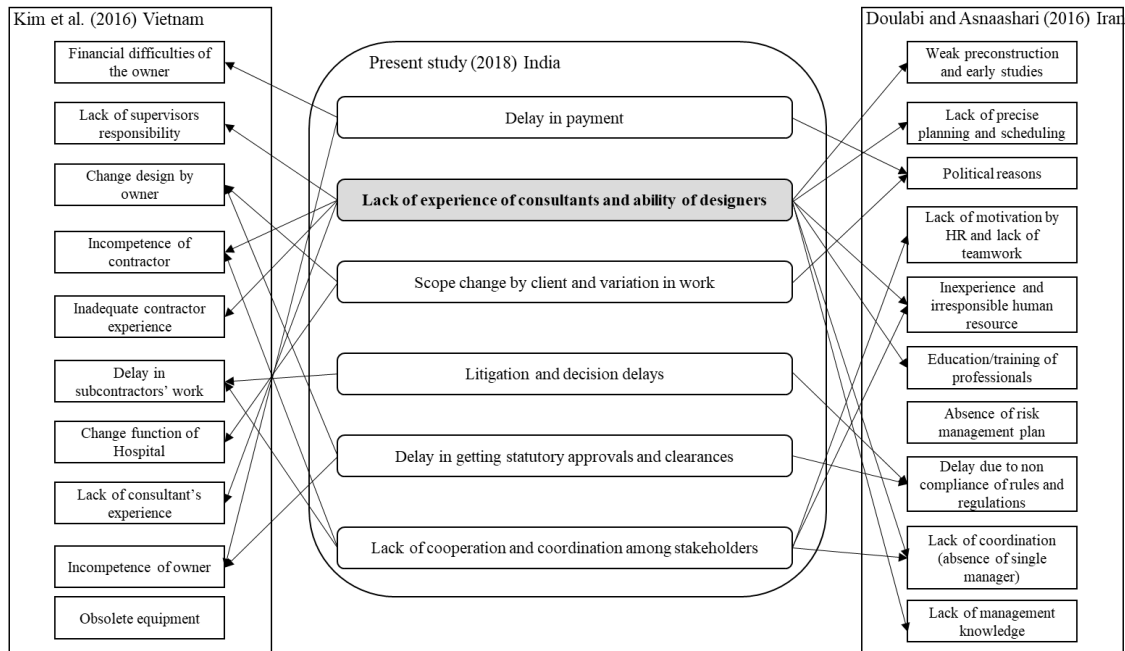 Kim et al. (2016) Vietnam
Financial difficulties of
the owner
Lack of supervisors
responsibility
Change design by
owner
Incompetence of
contractor
Inadequate contractor
experience
Delay in
subcontractors’ work
Change function of
Hospital
Lack of consultant’s
experience
Incompetence of owner
Obsolete equipment
Present study (2018) India
Delay in payment
Lack of experience of consultants and ability of designers
Scope change by client and variation in work
Litigation and decision delays
Delay in getting statutory approvals and clearances
Lack of cooperation and coordination among stakeholders
Doulabi and Asnaashari (2016) Iran
Weak preconstruction
and early studies
Lack of precise
planning and scheduling
Political reasons
Lack of motivation by
HR and lack of
teamwork
Inexperience and
irresponsible human
resource
Education/training of
professionals
Absence of risk
management plan
Delay due to non
compliance of rules and
regulations
Lack of coordination
(absence of single
manager)
Lack of management
knowledge